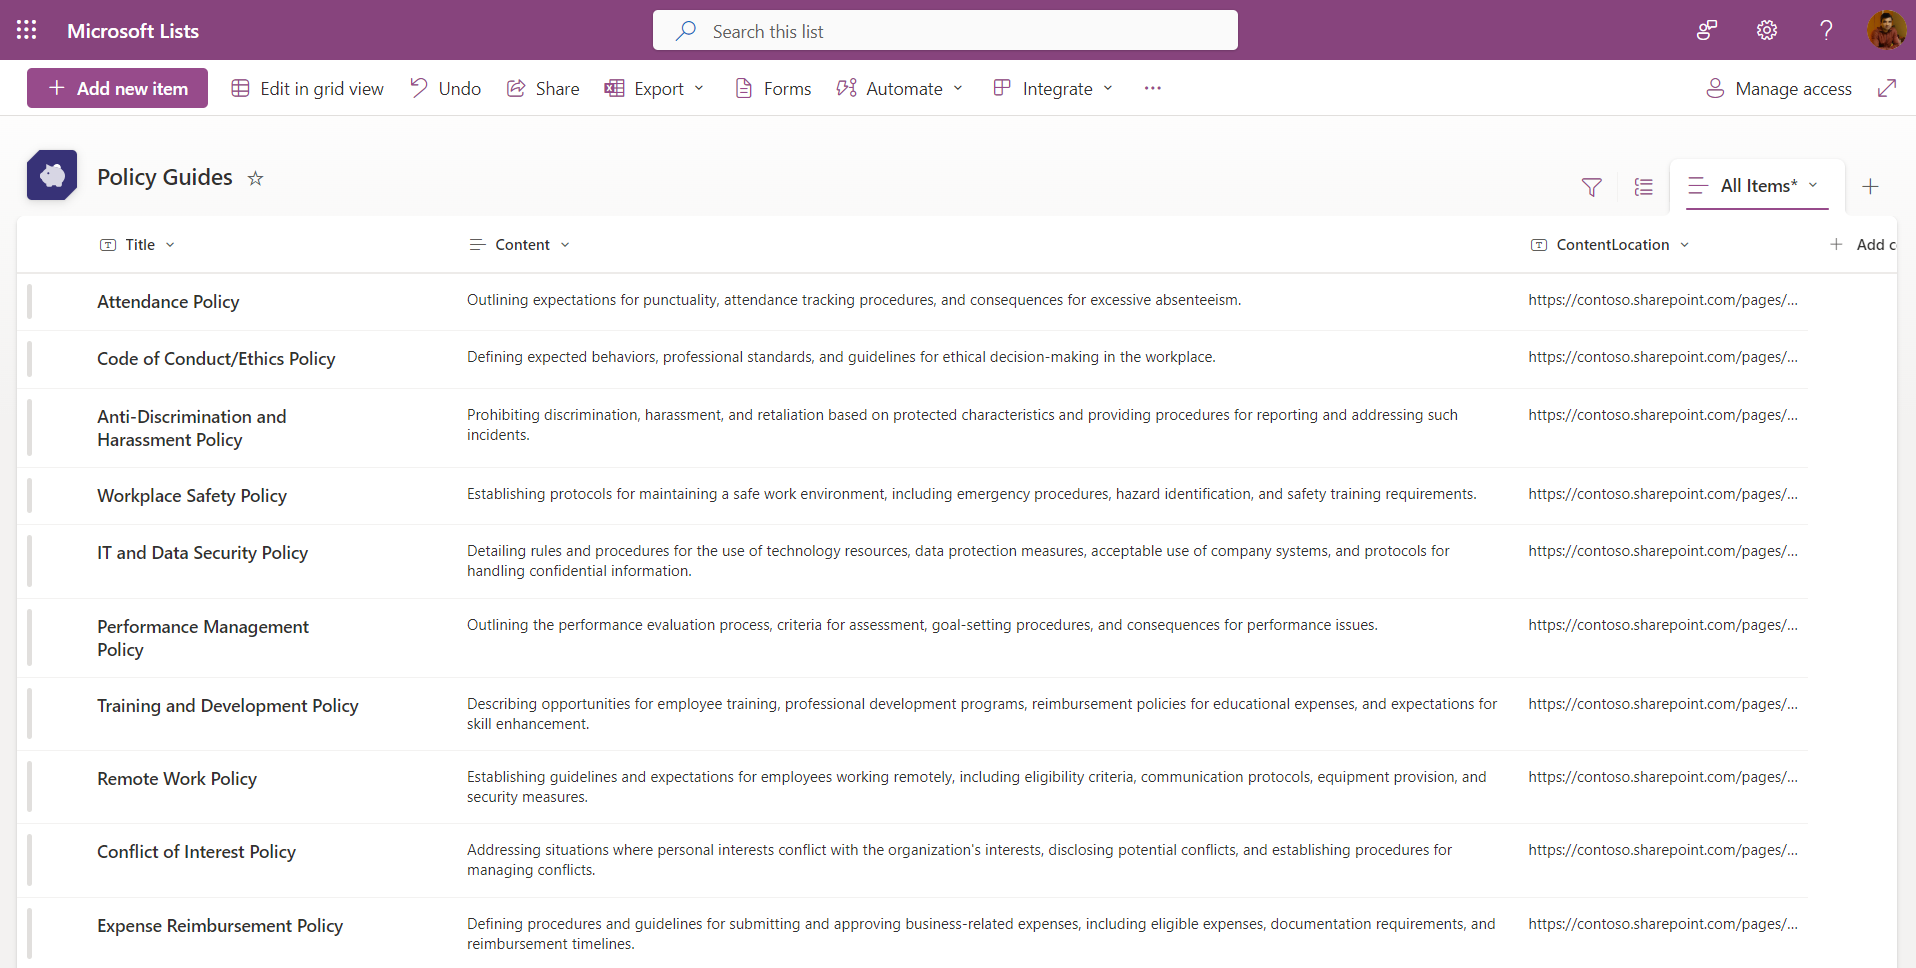 Microsoft Lists
Search this list
Add new item
Edit in grid view
Undo
Share
Export
Forms
Automate
Integrate
Manage access
Policy Guides
All Items*
Title
Content
ContentLocation
Add c
Attendance Policy
Outlining expectations for punctuality, attendance tracking procedures, and consequences for excessive absenteeism.
https://contoso.sharepoint.com/pages/...
Code of Conduct/Ethics Policy
Defining expected behaviors, professional standards, and guidelines for ethical decision-making in the workplace.
https://contoso.sharepoint.com/pages/...
Anti-Discrimination and
Harassment Policy
Prohibiting discrimination, harassment, and retaliation based on protected characteristics and providing procedures for reporting and addressing such
incidents.
https://contoso.sharepoint.com/pages/...
Workplace Safety Policy
Establishing protocols for maintaining a safe work environment, including emergency procedures, hazard identification, and safety training requirements.
https://contoso.sharepoint.com/pages/...
IT and Data Security Policy
Detailing rules and procedures for the use of technology resources, data protection measures, acceptable use of company systems, and protocols for
handling confidential information.
https://contoso.sharepoint.com/pages/...
Performance Management
Policy
Outlining the performance evaluation process, criteria for assessment, goal-setting procedures, and consequences for performance issues.
https://contoso.sharepoint.com/pages/...
Training and Development Policy
Describing opportunities for employee training, professional development programs, reimbursement policies for educational expenses, and expectations for
skill enhancement.
https://contoso.sharepoint.com/pages/...
Remote Work Policy
Establishing guidelines and expectations for employees working remotely, including eligibility criteria, communication protocols, equipment provision, and
security measures.
https://contoso.sharepoint.com/pages/...
Conflict of Interest Policy
Addressing situations where personal interests conflict with the organization's interests, disclosing potential conflicts, and establishing procedures for
managing conflicts.
https://contoso.sharepoint.com/pages/...
Expense Reimbursement Policy
Defining procedures and guidelines for submitting and approving business-related expenses, including eligible expenses, documentation requirements, and
reimbursement timelines.
https://contoso.sharepoint.com/pages/...